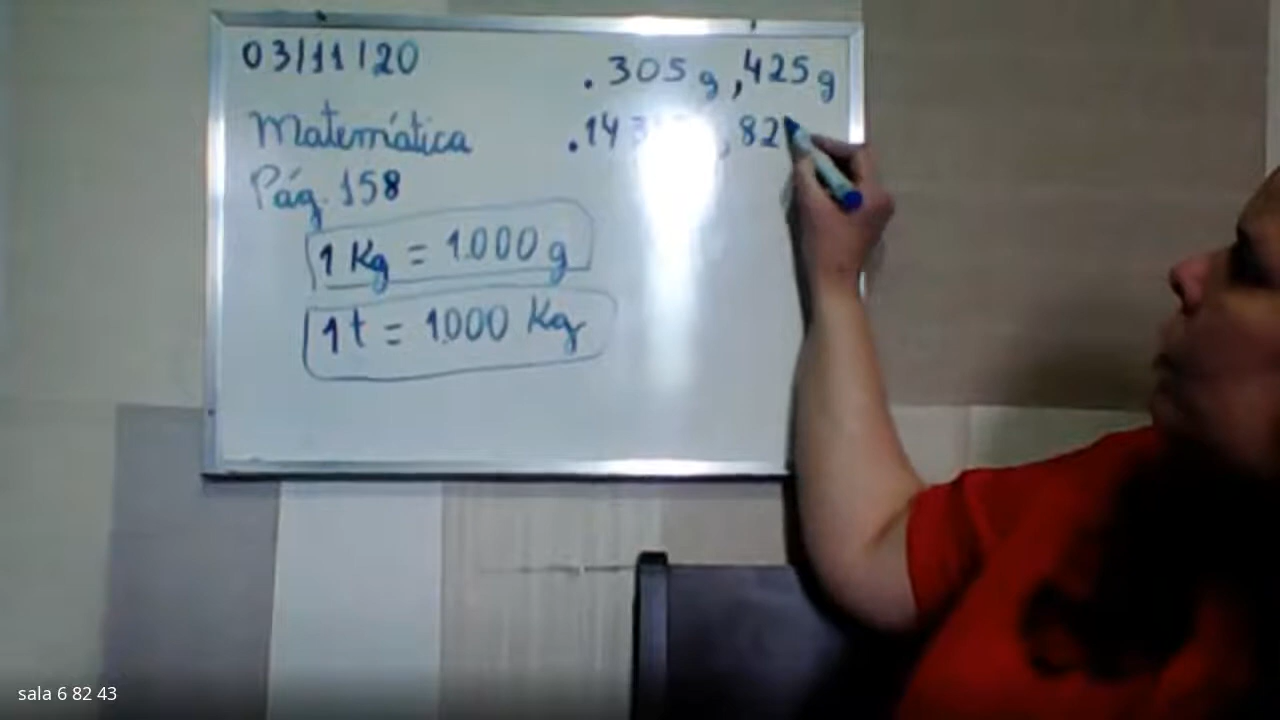 03/11/20
Matemática
Pág. 158
1 Kg = 1.000 g
1 t = 1.000 Kg
. 305 g, 425 g
sala 6 82 43